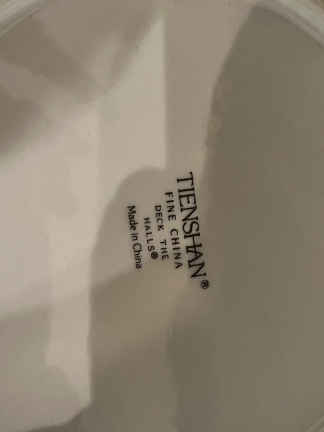 TIENSHAN®
FINE CHINA
DECK THE
HALLS®
Made in China